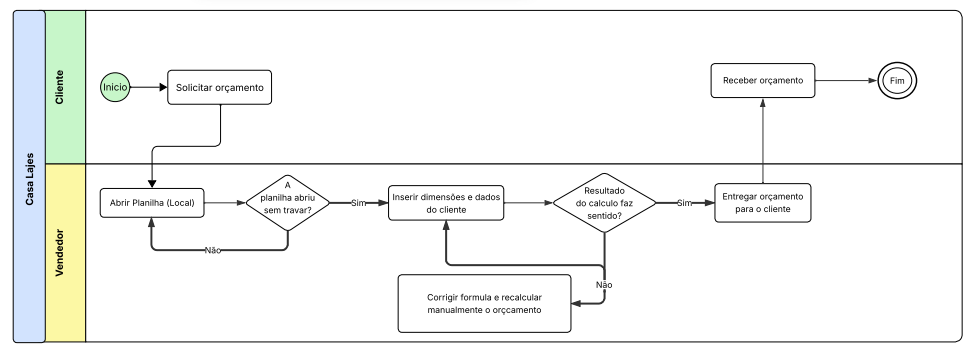 Casa Lajes
Cliente
Inicio
Solicitar orçamento
Receber orçamento
Fim
Vendedor
Abrir Planilha (Local)
A
planilha abriu
sem travar?
Sim
Não
Inserir dimensões e dados
do cliente
Resultado
do calculo faz
sentido?
Sim
Entregar orçamento
para o cliente
Não
Corrigir formula e recalcular
manualmente o orçcamento